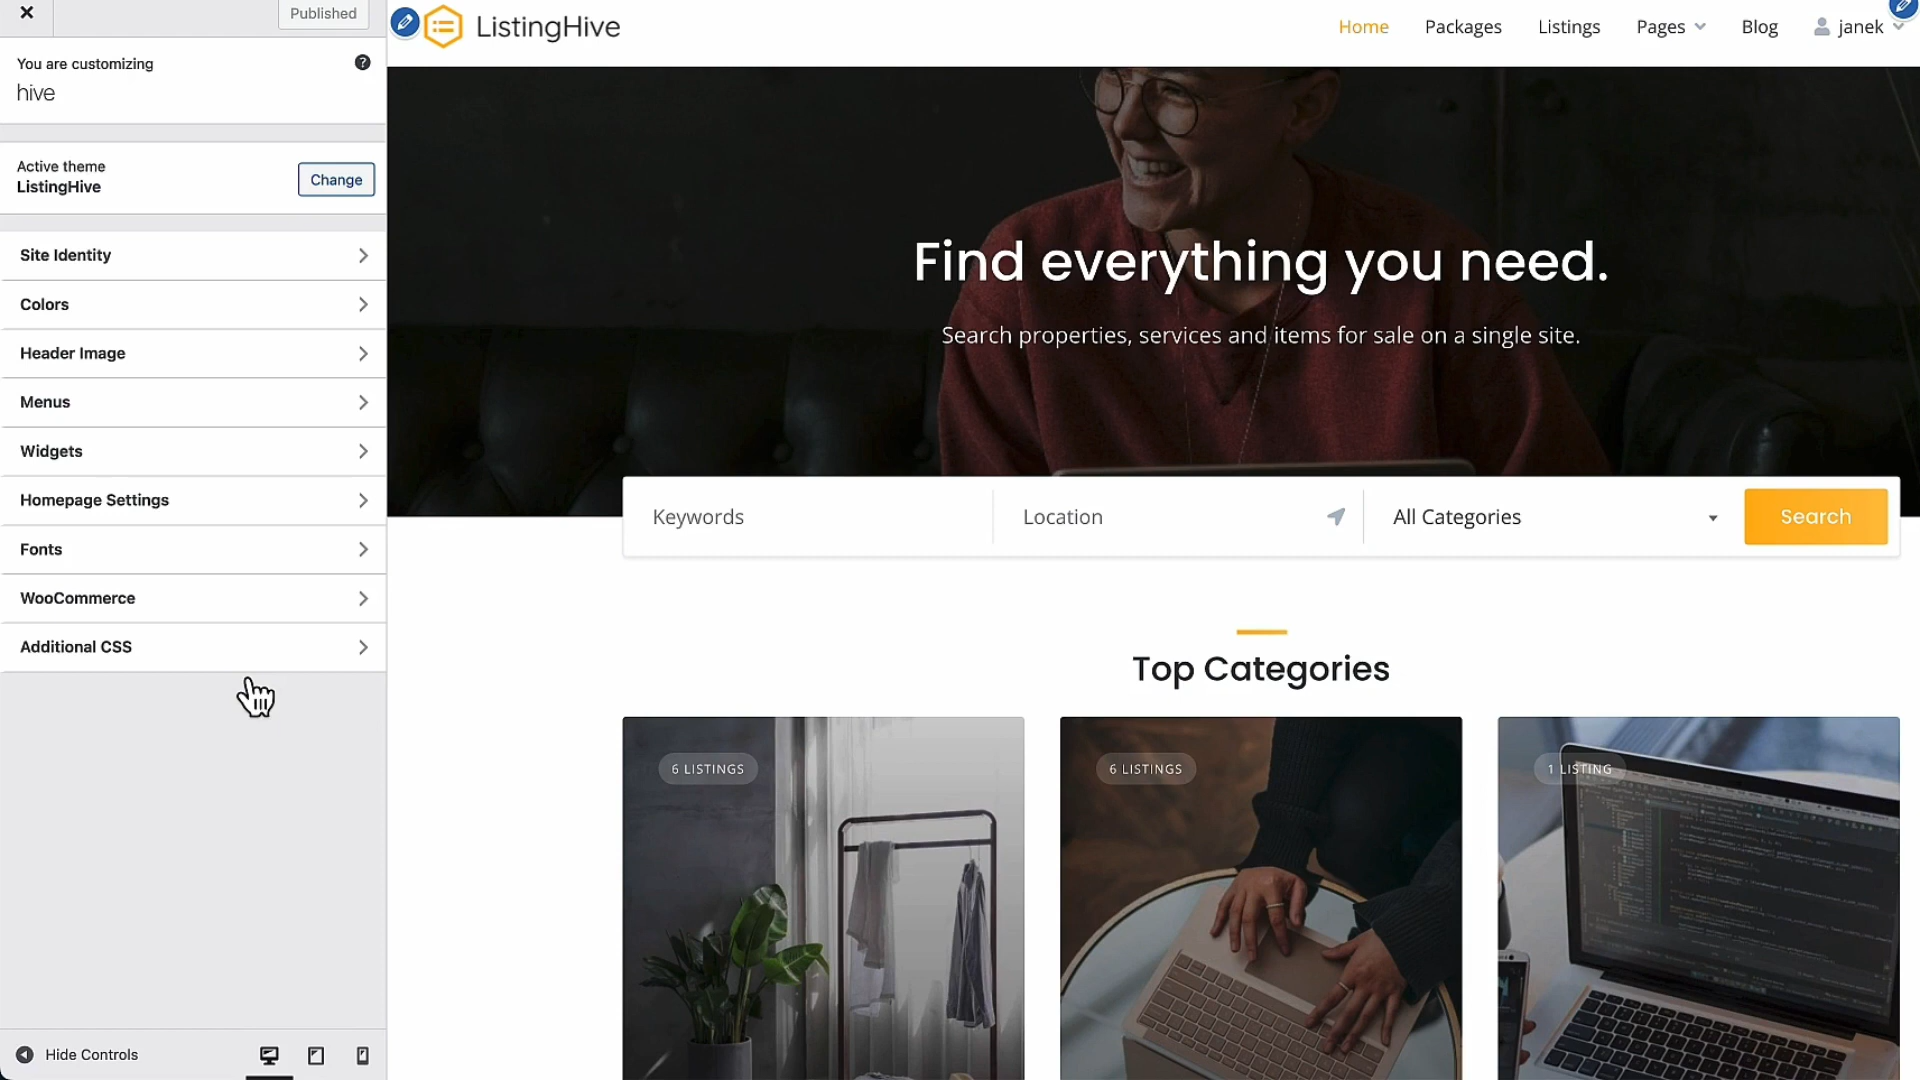 Published
You are customizing
hive
Active theme
ListingHive
Change
Site Identity
Colors
Header Image
Menus
Widgets
Homepage Settings
Fonts
WooCommerce
Additional CSS
Hide Controls
ListingHive
Home
Packages
Listings
Pages
Blog
janek
Find everything you need.
Search properties, services and items for sale on a single site.
Keywords
Location
All Categories
Search
Top Categories
6 LISTINGS
6 LISTINGS
1 LISTING